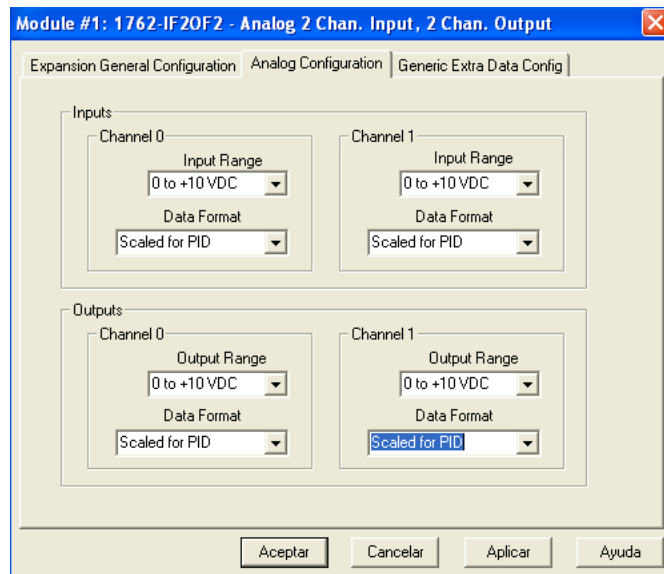 Module #1: 1762-IF2OF2 - Analog 2 Chan. Input, 2 Chan. Output
Expansion General Configuration Analog Configuration Generic Extra Data Config
Inputs
Channel 0
Input Range
0 to +10 VDC
Data Format
Scaled for PID
Channel 1
Input Range
0 to +10 VDC
Data Format
Scaled for PID
Outputs
Channel 0
Output Range
0 to +10 VDC
Data Format
Scaled for PID
Channel 1
Output Range
0 to +10 VDC
Data Format
Scaled for PID
Aceptar Cancelar Aplicar Ayuda